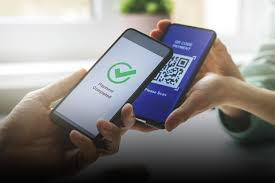 Payment
Completed
QR CODE
PAYMENT
Please Scan